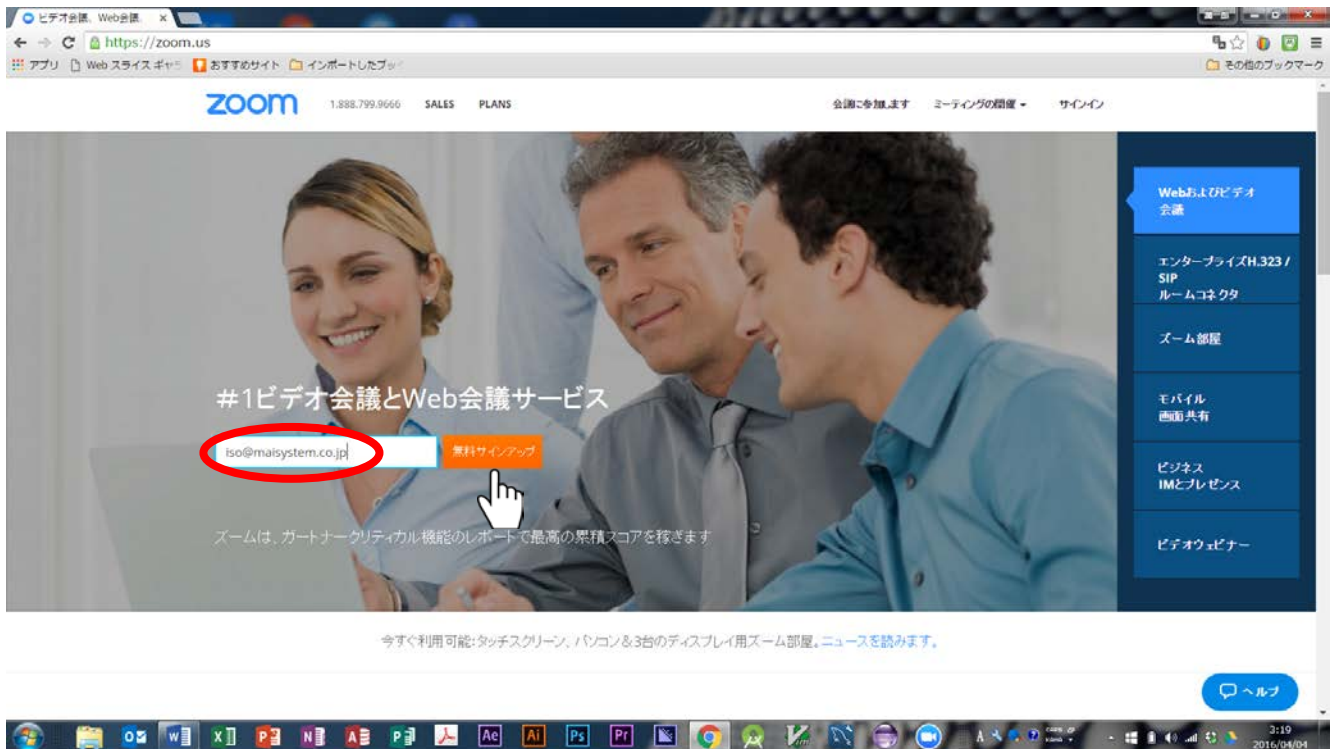 ビデオ会議、Web会議
https://zoom.us
アプリ Web スライス ギャラ おすすめサイト インポートしたブッ その他のブックマーク
zoom 1.888.799.9666 SALES PLANS 会議に参加します ミーティングの開催 サインイン
Webおよびビデオ
会議
エンタープライズH.323 /
SIP
ルームコネクタ
ズーム部屋
モバイル
画面共有
ビジネス
IMとプレゼンス
ビデオウェビナー
#1ビデオ会議とWeb会議サービス
iso@maisystem.co.jp 無料サインアップ
ズームは、ガートナークリティカル機能のレポートで最高の累積スコアを稼ぎます
今すぐ利用可能:タッチスクリーン、パソコン&3台のディスプレイ用ズーム部屋。ニュースを読みます。
ヘルプ
Ae Ai Ps Pr
3:19
2016/04/04